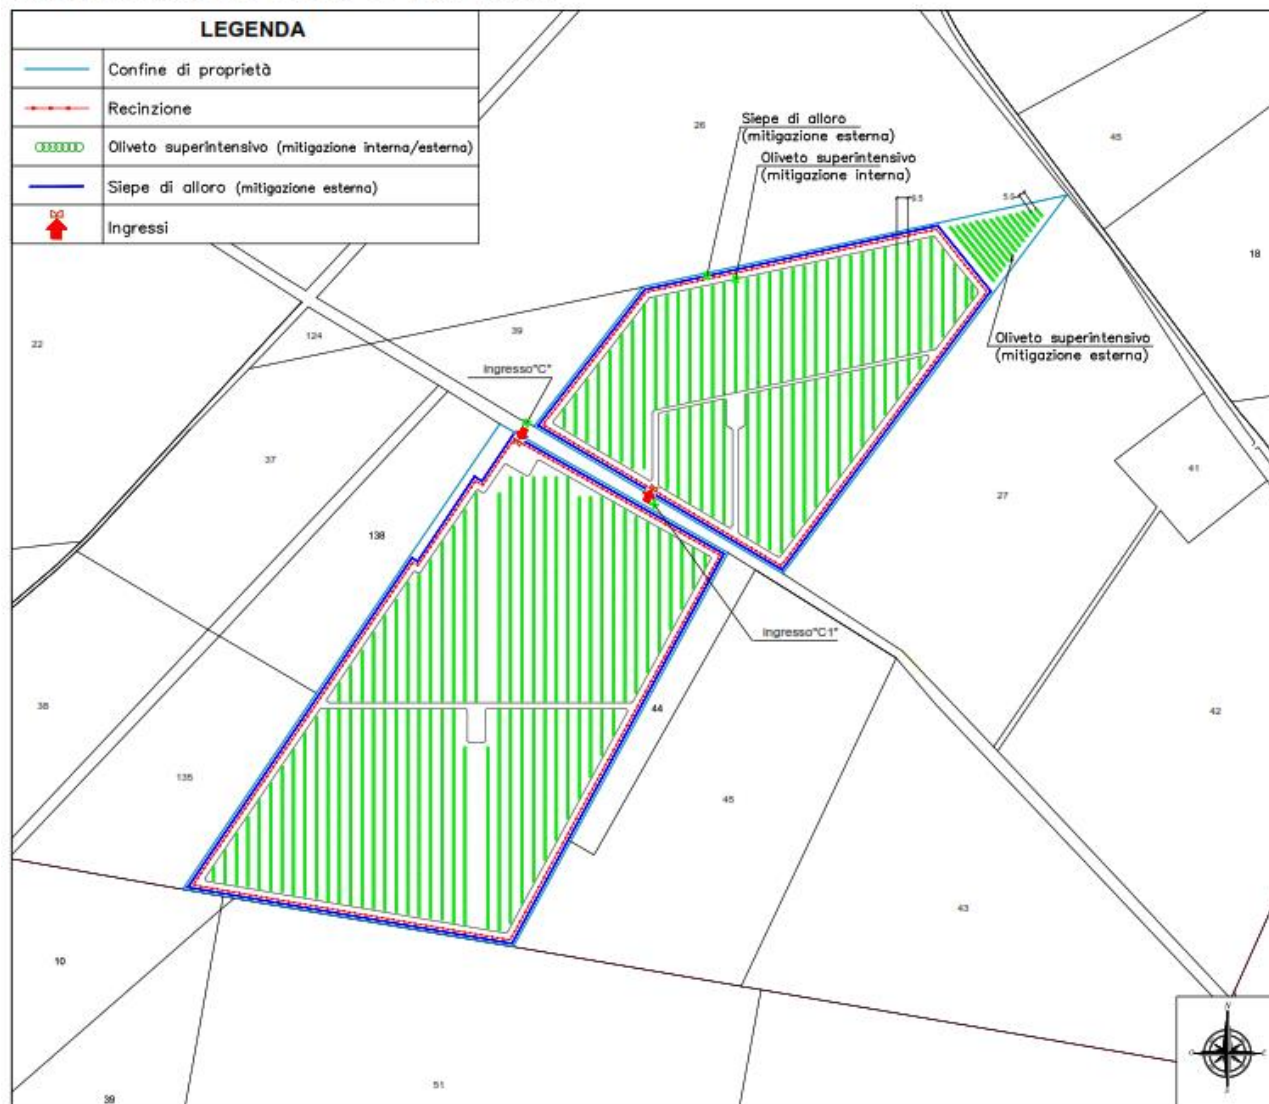 LEGENDA
Confine di proprietà
Recinzione
Oliveto superintensivo (mitigazione interna/esterna)
Siepe di alloro (mitigazione esterna)
Ingressi
26
Siepe di alloro
(mitigazione esterna)
Oliveto superintensivo
(mitigazione interna)
45
18
22
124
39
Oliveto superintensivo
(mitigazione esterna)
Ingresso"C"
37
41
27
138
Ingresso"C1"
38
44
42
135
45
43
10
N
51
39